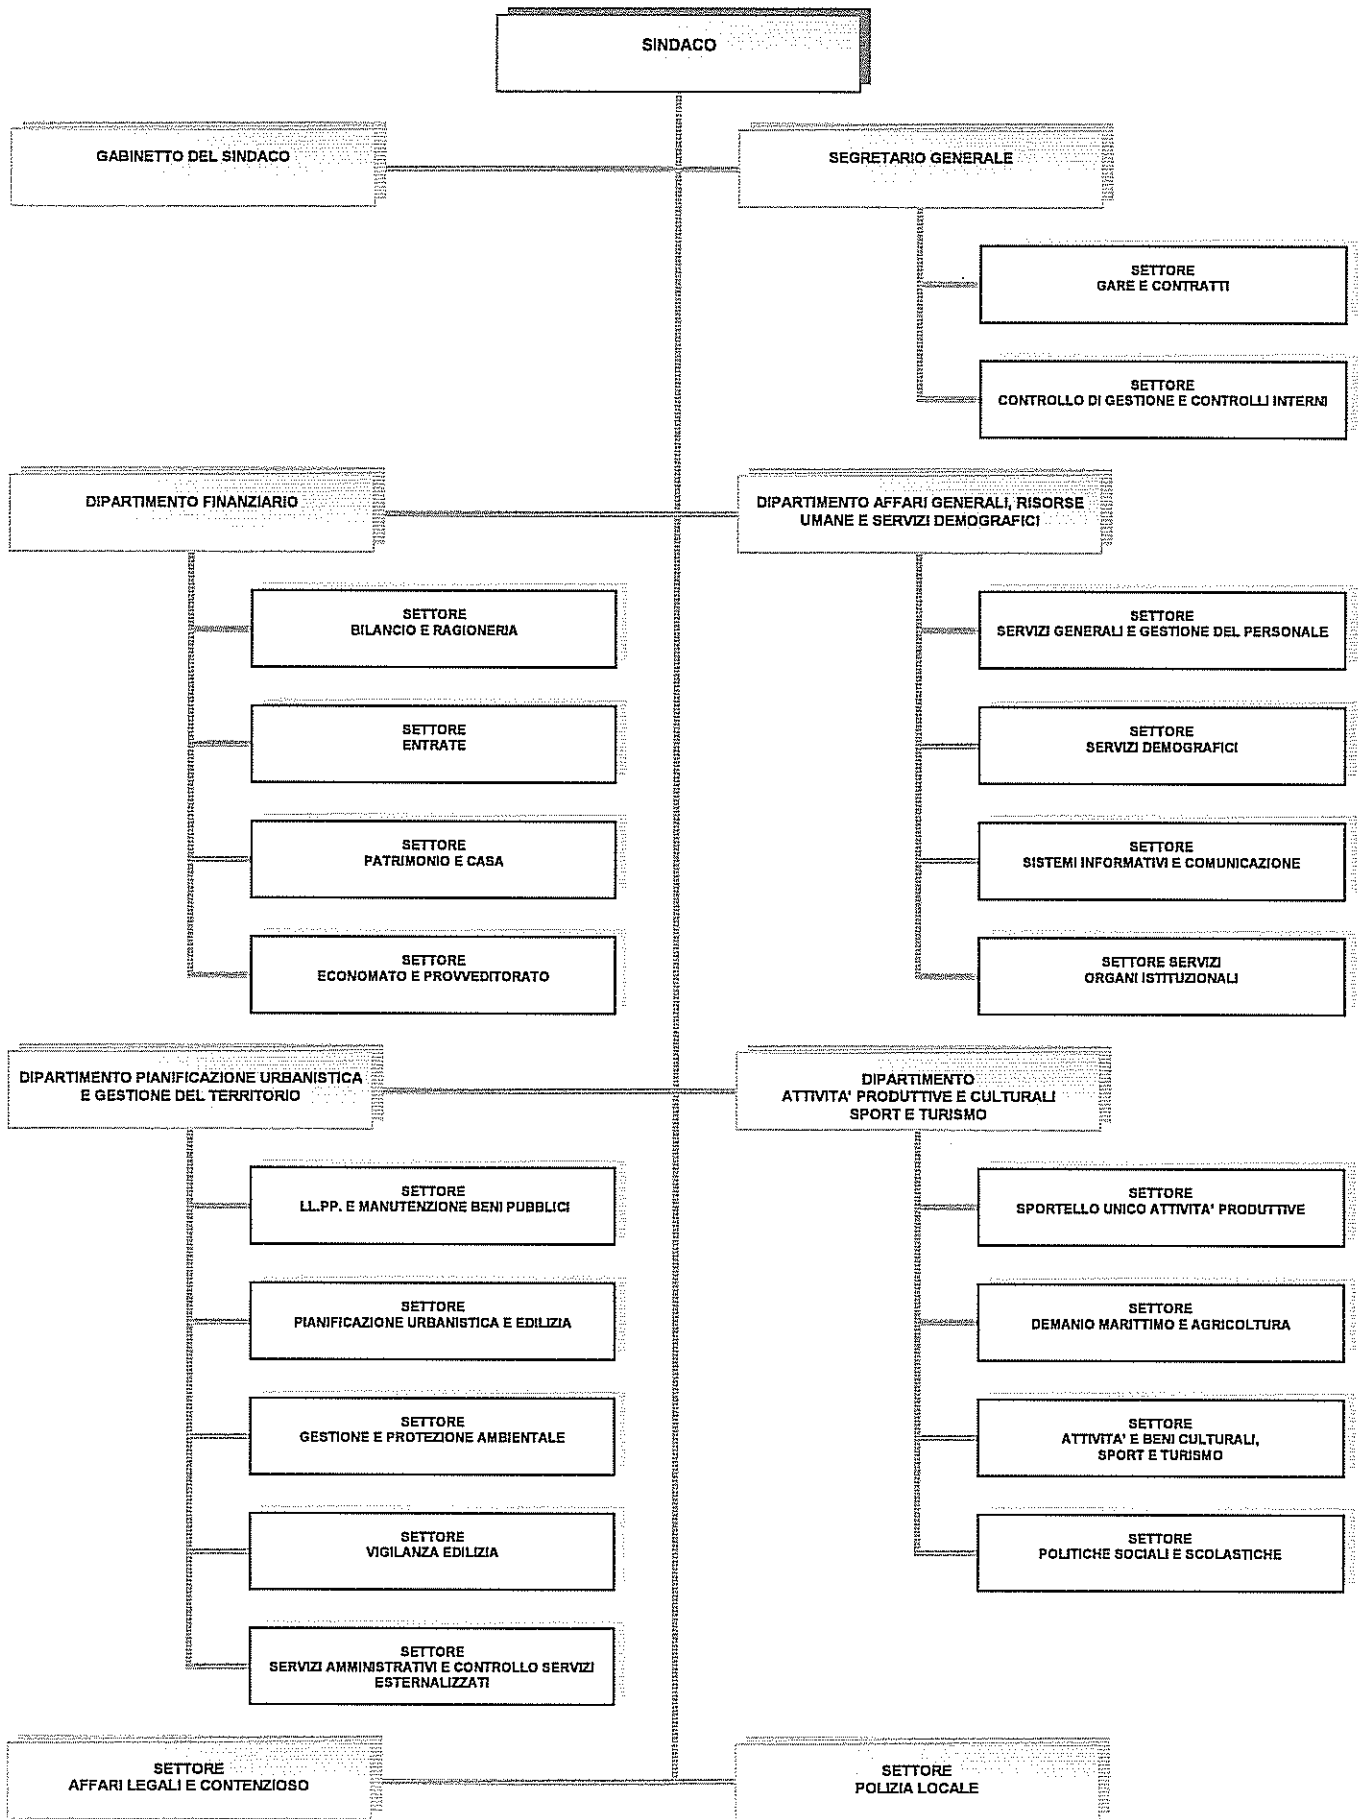 SINDACO
GABINETTO DEL SINDACO
SEGRETARIO GENERALE
SETTORE
GARE E CONTRATTI
SETTORE
CONTROLLO DI GESTIONE E CONTROLLI INTERNI
DIPARTIMENTO FINANZIARIO
SETTORE
BILANCIO E RAGIONERIA
SETTORE
ENTRATE
SETTORE
PATRIMONIO E CASA
SETTORE
ECONOMATO E PROVVEDITORATO
DIPARTIMENTO AFFARI GENERALI, RISORSE
UMANE E SERVIZI DEMOGRAFICI
SETTORE
SERVIZI GENERALI E GESTIONE DEL PERSONALE
SETTORE
SERVIZI DEMOGRAFICI
SETTORE
SISTEMI INFORMATIVI E COMUNICAZIONE
SETTORE SERVIZI
ORGANI ISTITUZIONALI
DIPARTIMENTO PIANIFICAZIONE URBANISTICA
E GESTIONE DEL TERRITORIO
SETTORE
LL.PP. E MANUTENZIONE BENI PUBBLICI
SETTORE
PIANIFICAZIONE URBANISTICA E EDILIZIA
SETTORE
GESTIONE E PROTEZIONE AMBIENTALE
SETTORE
VIGILANZA EDILIZIA
SETTORE
SERVIZI AMMINISTRATIVI E CONTROLLO SERVIZI
ESTERNALIZZATI
DIPARTIMENTO
ATTIVITA' PRODUTTIVE E CULTURALI
SPORT E TURISMO
SETTORE
SPORTELLO UNICO ATTIVITA' PRODUTTIVE
SETTORE
DEMANIO MARITTIMO E AGRICOLTURA
SETTORE
ATTIVITA' E BENI CULTURALI,
SPORT E TURISMO
SETTORE
POLITICHE SOCIALI E SCOLASTICHE
SETTORE
AFFARI LEGALI E CONTENZIOSO
SETTORE
POLIZIA LOCALE